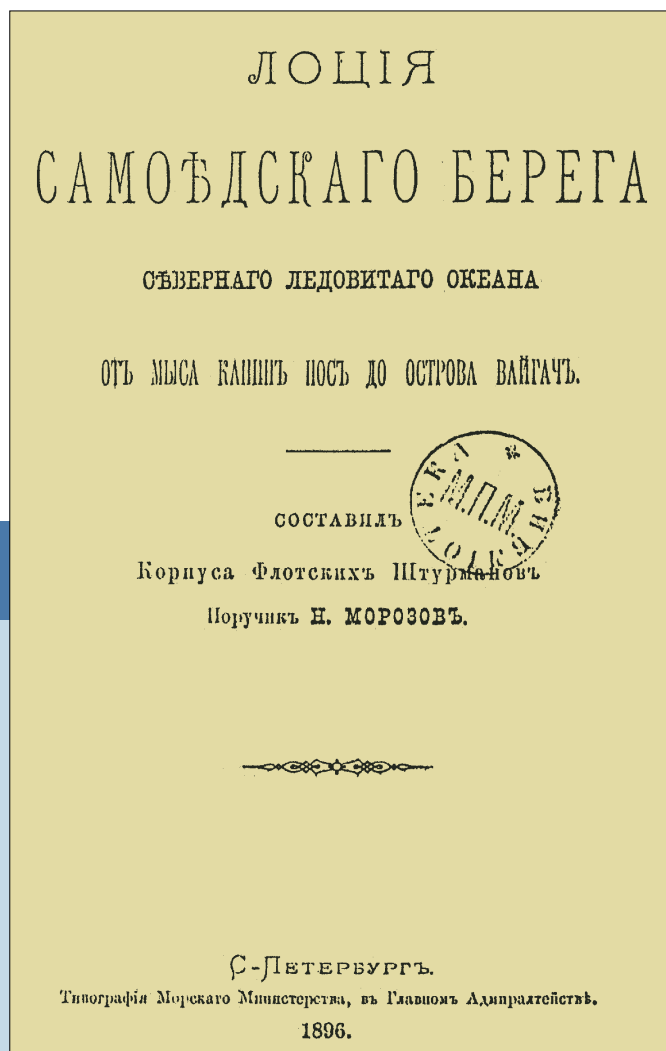 ЛОЦІЯ
САМОѢДСКАГО БЕРЕГА
СѢВЕРНАГО ЛЕДОВИТАГО ОКЕАНА
ОТЪ МЫСА КАНИНЪ НОСЪ ДО ОСТРОВА ВАЙГАЧЪ.
БИБЛІОТЕКА
М.П.М.
СОСТАВИЛЪ
Корпуса Флотскихъ Штурмановъ
Поручикъ Н. МОРОЗОВЪ.
С-ПЕТЕРБУРГЪ.
Типографія Морскаго Министерства, въ Главномъ Адмиралтействѣ.
1896.